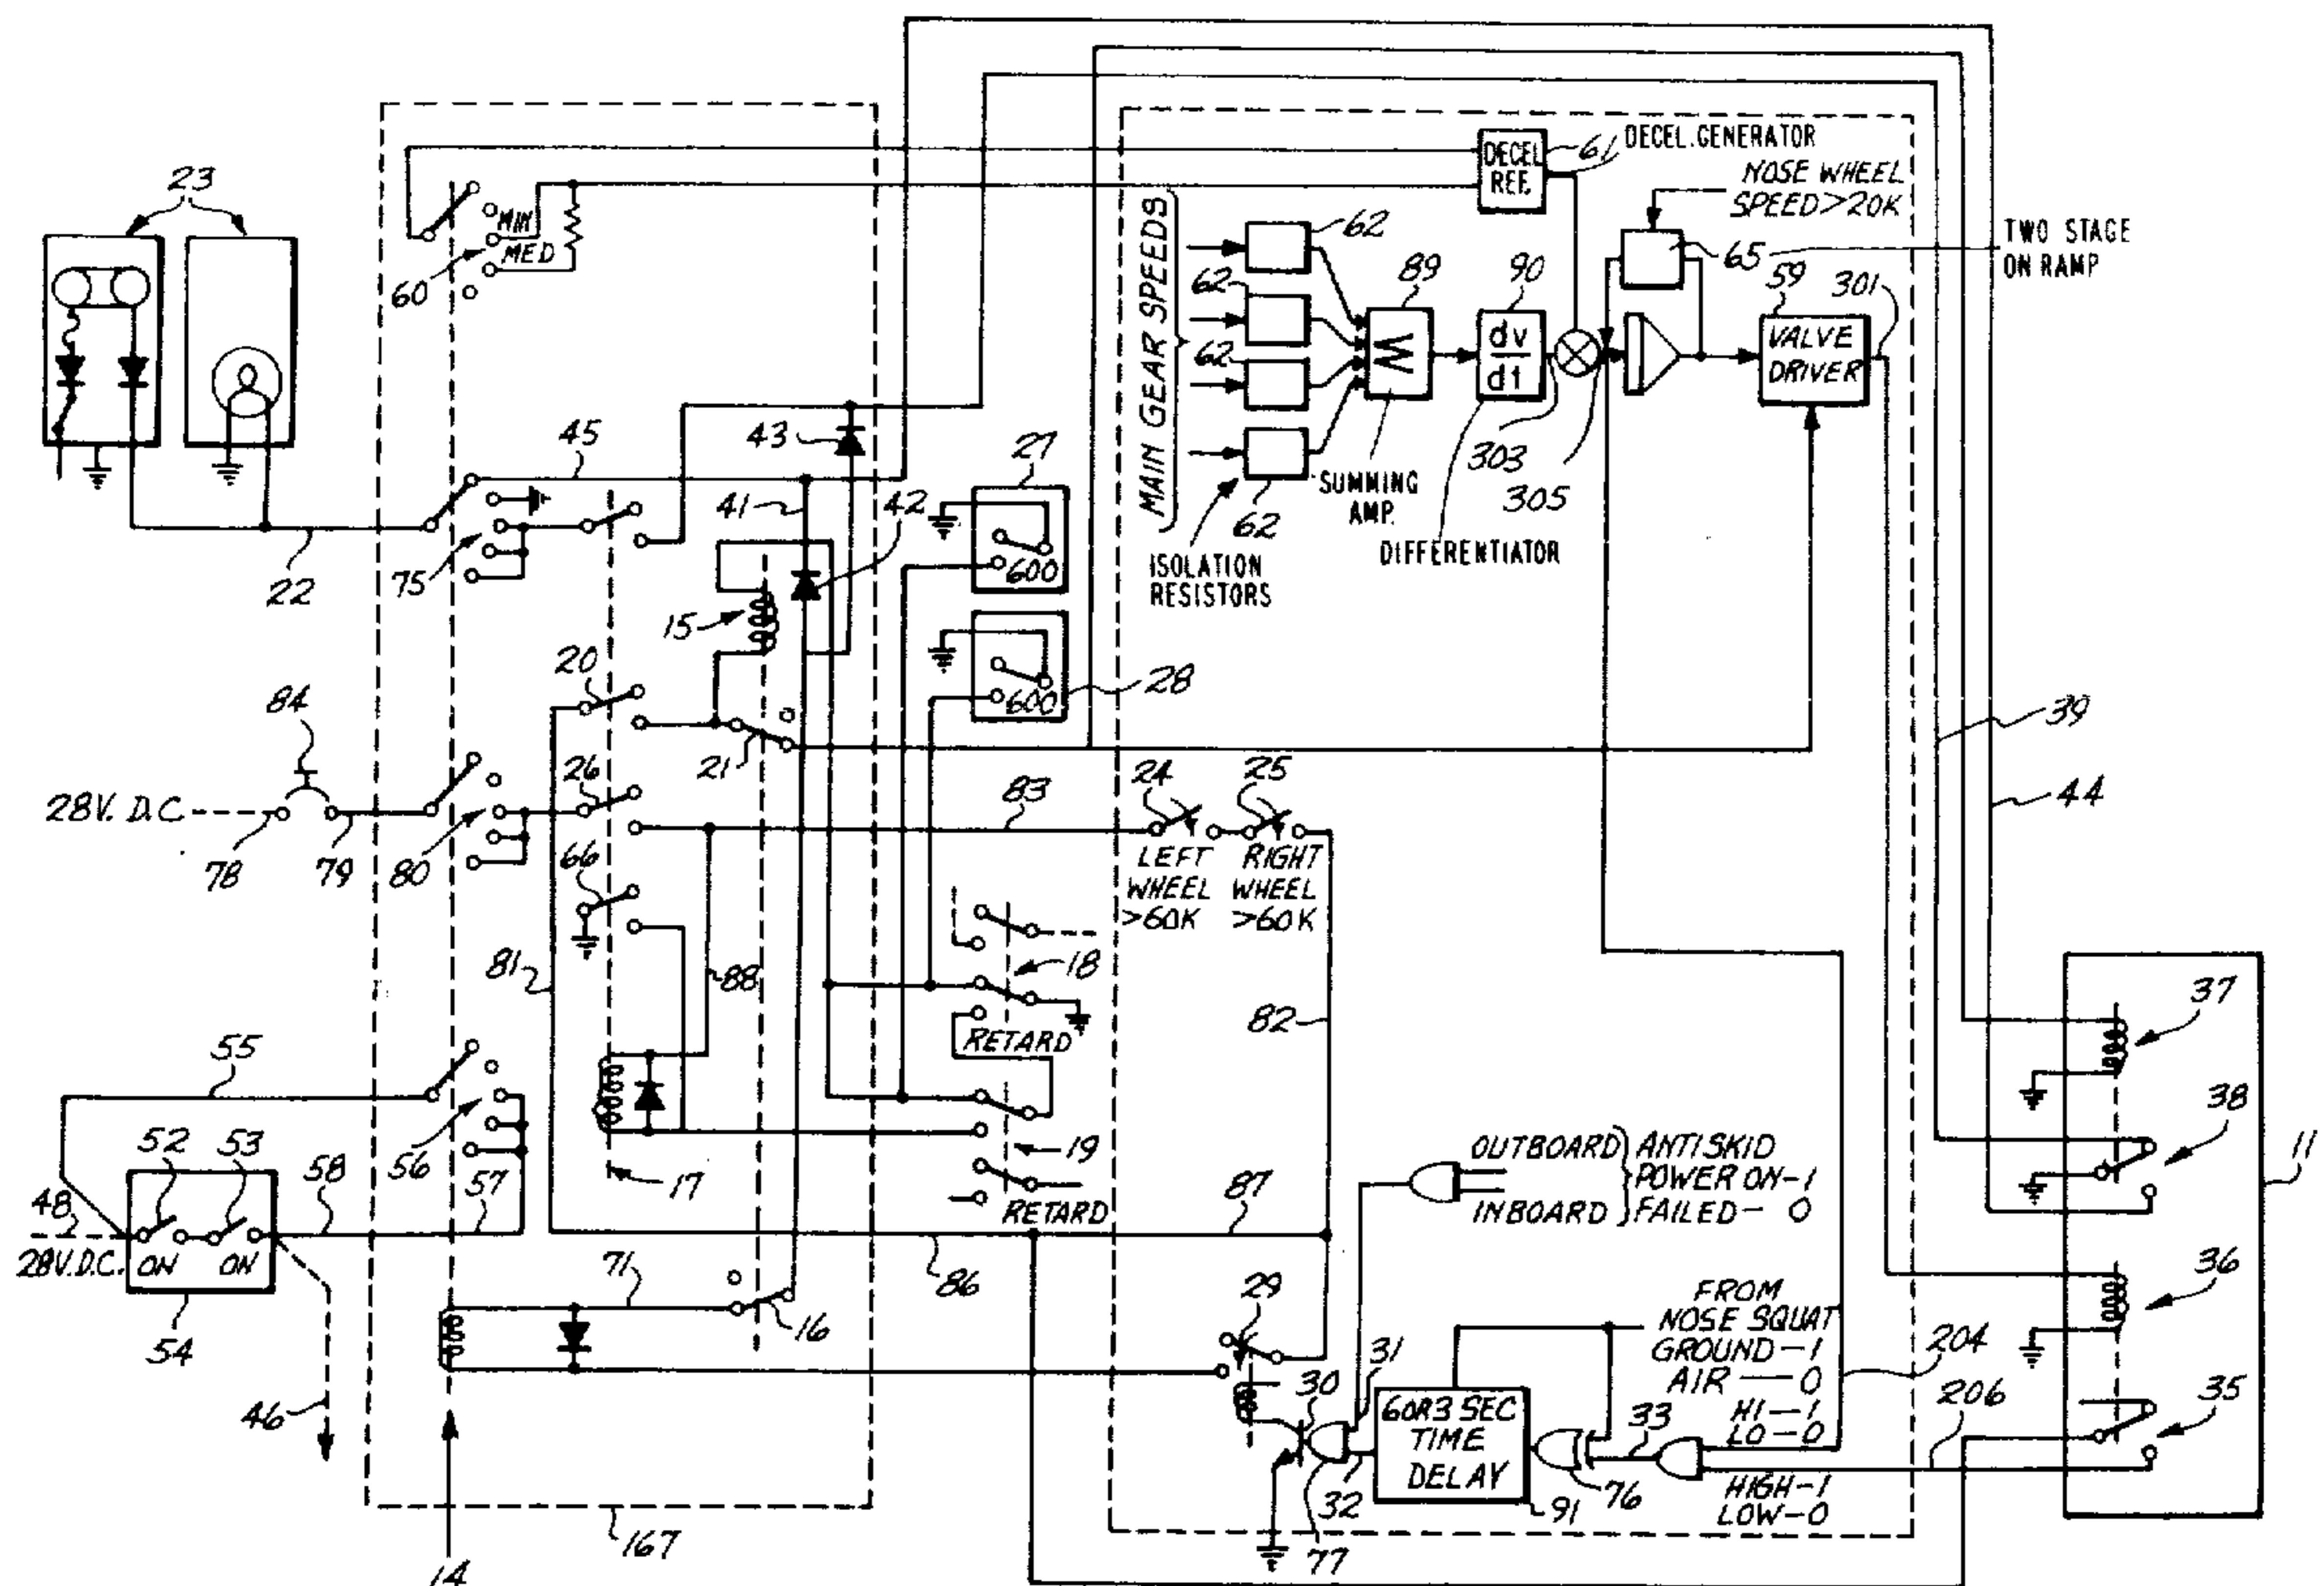 23
60
MIN
MED
DECEL
REF.
61
DECEL. GENERATOR
NOSE WHEEL
SPEED>20K
65
TWO STAGE
ON RAMP
MAIN GEAR SPEEDS
62
62
62
62
89
90
dv
dt
59
VALVE
DRIVER
301
303
305
SUMMING
AMP.
DIFFERENTIATOR
ISOLATION
RESISTORS
45
43
41
42
27
600
28
600
22
75
15
20
21
84
28V. D.C.
78
79
80
26
66
83
24
25
LEFT
WHEEL
>60K
RIGHT
WHEEL
>60K
39
44
81
88
18
RETARD
82
37
38
11
55
56
52
53
58
57
48
28V.D.C.
ON
ON
54
46
17
19
RETARD
87
86
OUTBOARD
INBOARD
ANTISKID
POWER ON-1
FAILED- 0
71
16
29
30
31
FROM
NOSE SQUAT
GROUND-1
AIR — 0
HI-1
LO-0
36
35
204
206
60R3 SEC
TIME
DELAY
32
33
76
77
91
HIGH-1
LOW-0
167
14